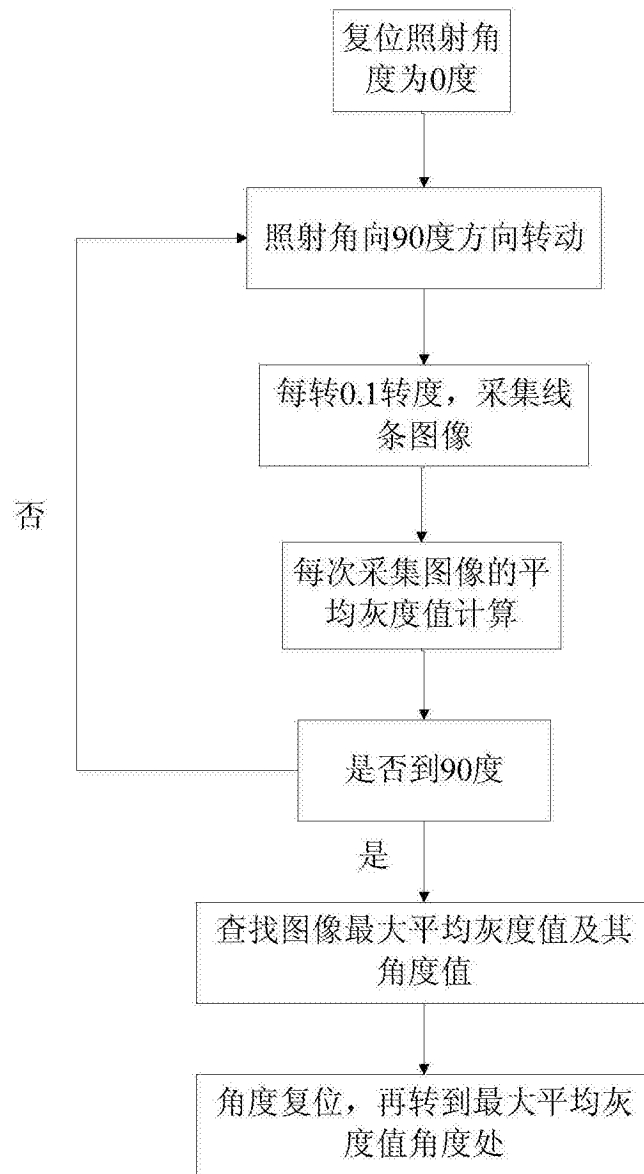 复位照射角
度为0度
照射角向90度方向转动
每转0.1转度，采集线
条图像
每次采集图像的平
均灰度值计算
否
是否到90度
是
查找图像最大平均灰度值及其
角度值
角度复位，再转到最大平均灰
度值角度处